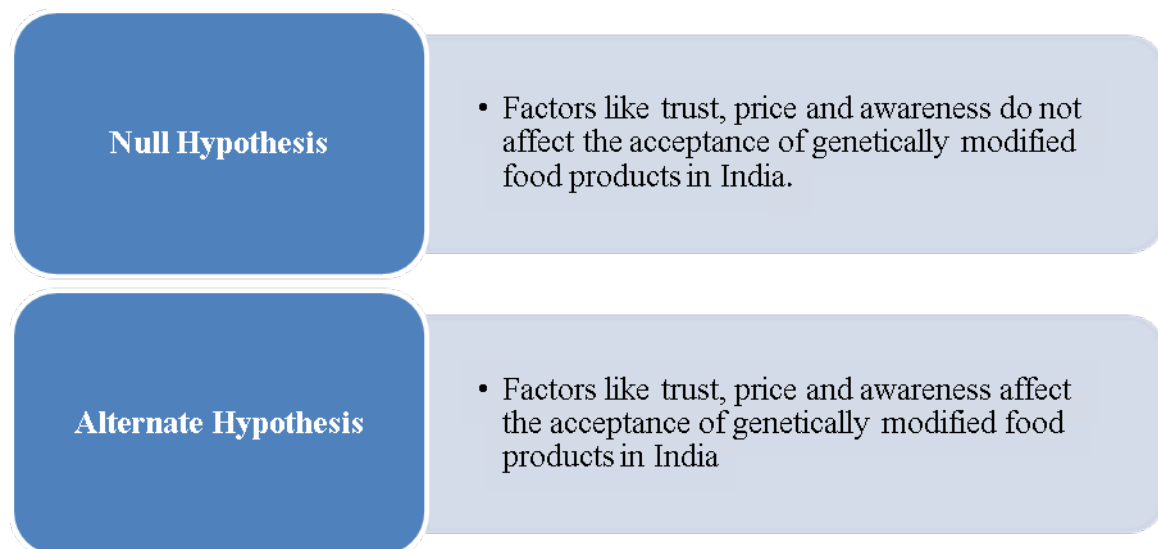 Null Hypothesis
• Factors like trust, price and awareness do not
affect the acceptance of genetically modified
food products in India.
Alternate Hypothesis
• Factors like trust, price and awareness affect
the acceptance of genetically modified food
products in India